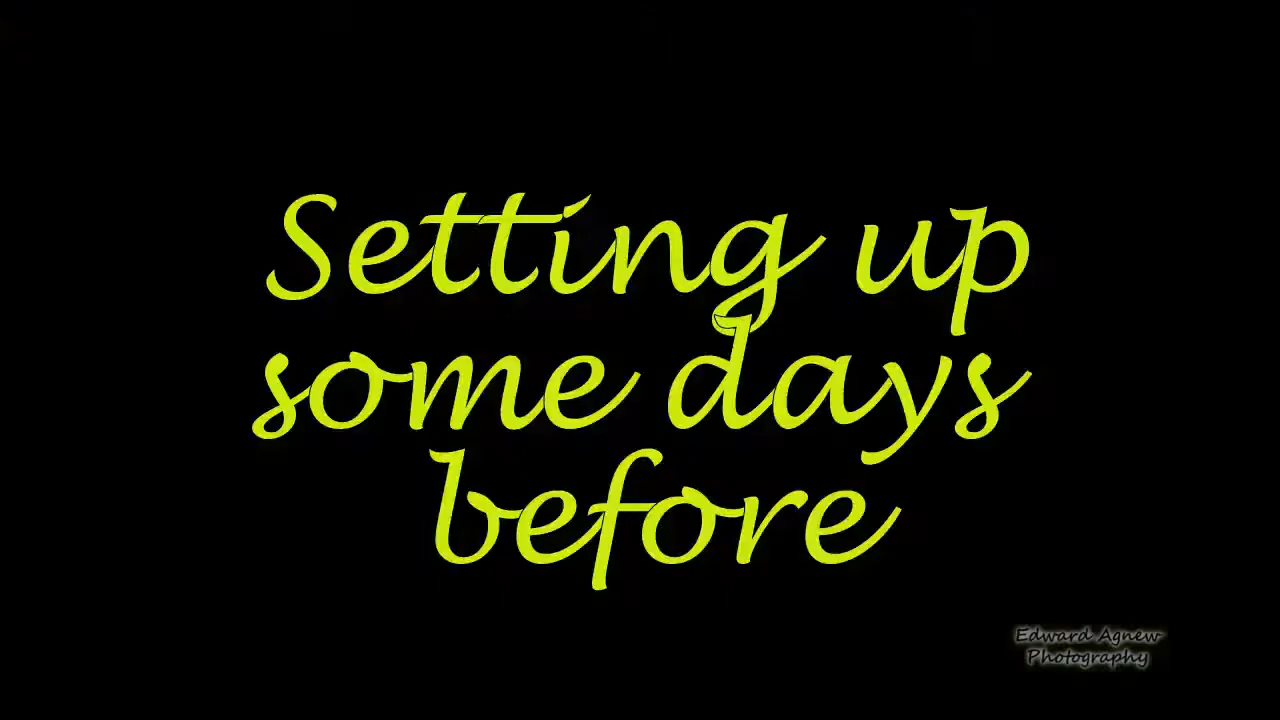 Setting up
some days
before
Edward Agnew
Photography